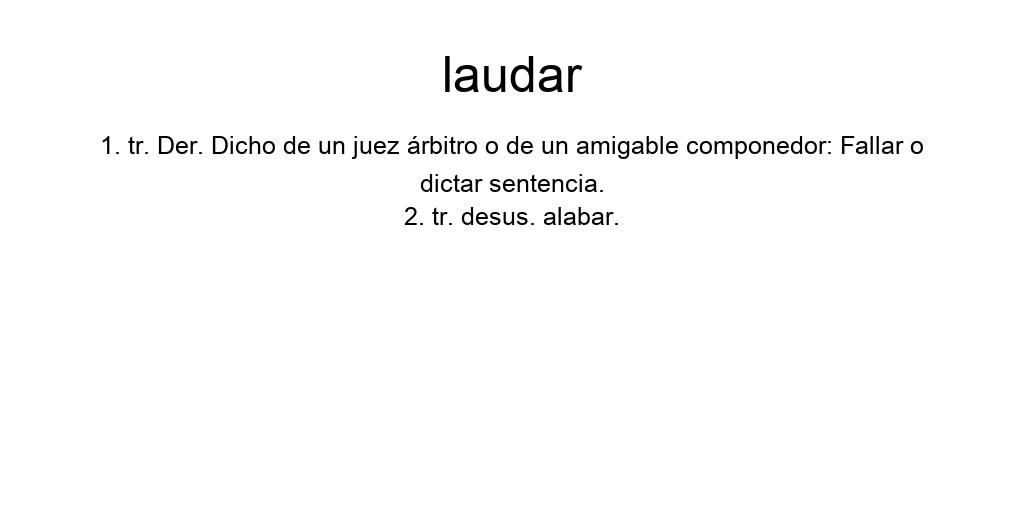 laudar
1. tr. Der. Dicho de un juez árbitro o de un amigable componedor: Fallar o
dictar sentencia.
2. tr. desus. alabar.